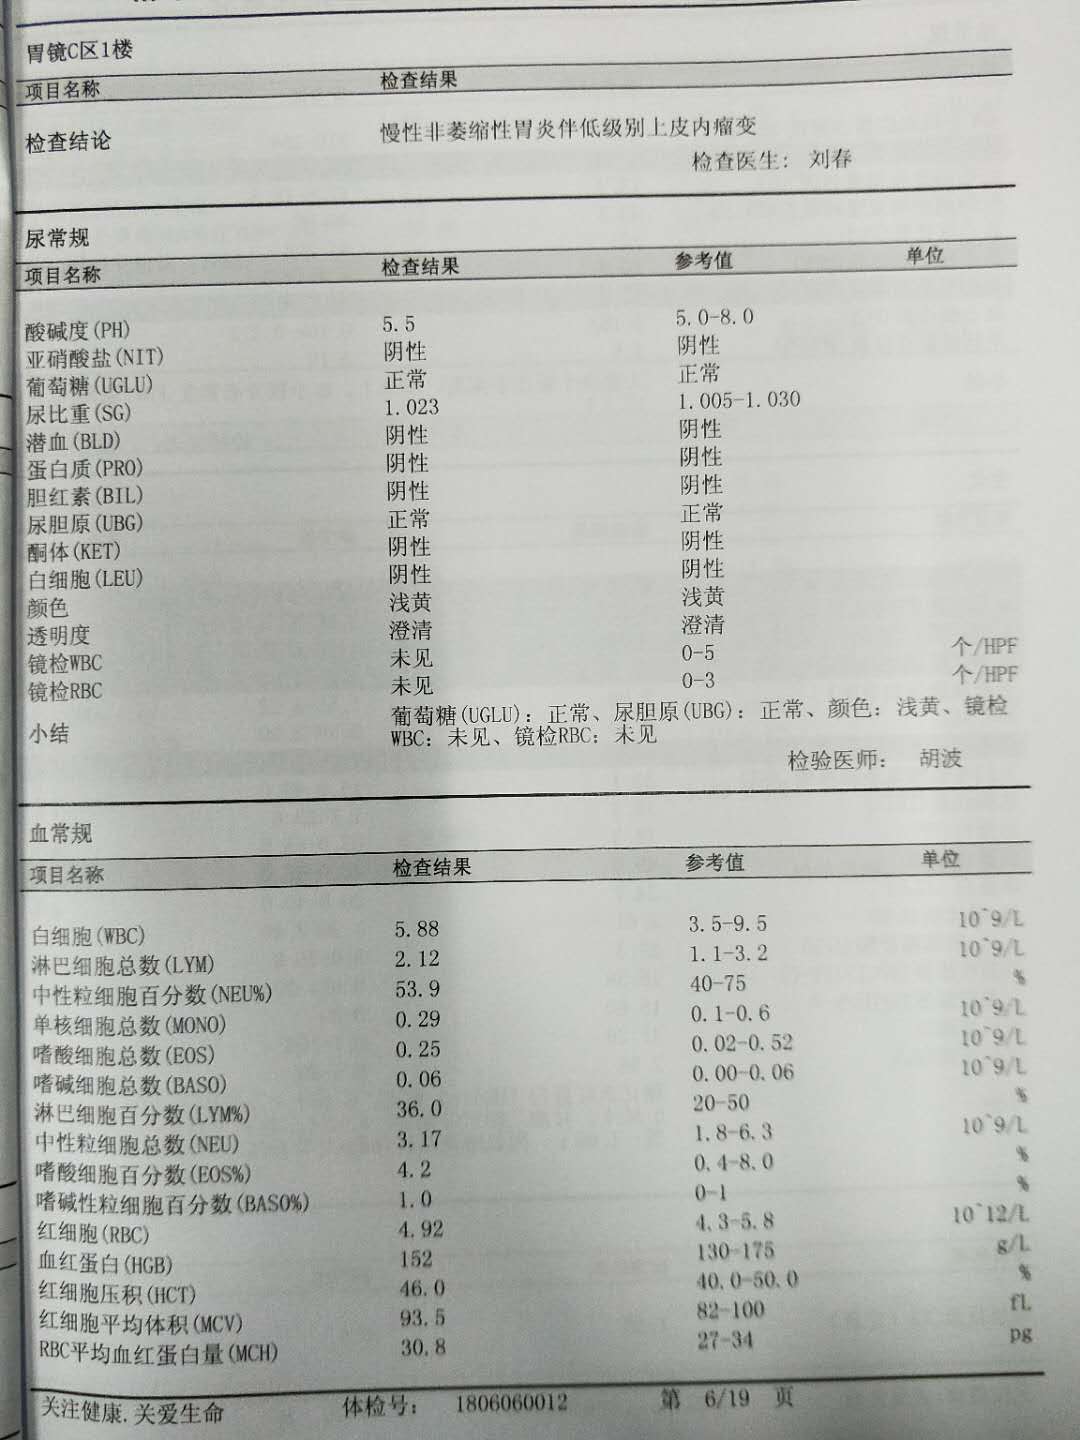 胃镜C区1楼
项目名称 检查结果
检查结论 慢性非萎缩性胃炎伴低级别上皮内瘤变
检查医生: 刘春
尿常规
项目名称 检查结果 参考值 单位
酸碱度(PH) 5.5 5.0-8.0
亚硝酸盐(NIT) 阴性 阴性
葡萄糖(UGLU) 正常 正常
尿比重(SG) 1.023 1.005-1.030
潜血(BLD) 阴性 阴性
蛋白质(PRO) 阴性 阴性
胆红素(BIL) 阴性 阴性
尿胆原(UBG) 正常 正常
酮体(KET) 阴性 阴性
白细胞(LEU) 阴性 阴性
颜色 浅黄 浅黄
透明度 澄清 澄清
镜检WBC 未见 0-5 个/HPF
镜检RBC 未见 0-3 个/HPF
小结 葡萄糖(UGLU): 正常、尿胆原(UBG): 正常、颜色: 浅黄、镜检
WBC: 未见、镜检RBC: 未见
检验医师: 胡波
血常规
项目名称 检查结果 参考值 单位
白细胞(WBC) 5.88 3.5-9.5 10^9/L
淋巴细胞总数(LYM) 2.12 1.1-3.2 10^9/L
中性粒细胞百分数(NEU%) 53.9 40-75 %
单核细胞总数(MONO) 0.29 0.1-0.6 10^9/L
嗜酸细胞总数(EOS) 0.25 0.02-0.52 10^9/L
嗜碱细胞总数(BASO) 0.06 0.00-0.06 10^9/L
淋巴细胞百分数(LYM%) 36.0 20-50 %
中性粒细胞总数(NEU) 3.17 1.8-6.3 10^9/L
嗜酸细胞百分数(EOS%) 4.2 0.4-8.0 %
嗜碱性粒细胞百分数(BASO%) 1.0 0-1 %
红细胞(RBC) 4.92 4.3-5.8 10^12/L
血红蛋白(HGB) 152 130-175 g/L
红细胞压积(HCT) 46.0 40.0-50.0 %
红细胞平均体积(MCV) 93.5 82-100 fL
RBC平均血红蛋白量(MCH) 30.8 27-34 pg
关注健康.关爱生命 体检号: 1806060012 第 6/19 页